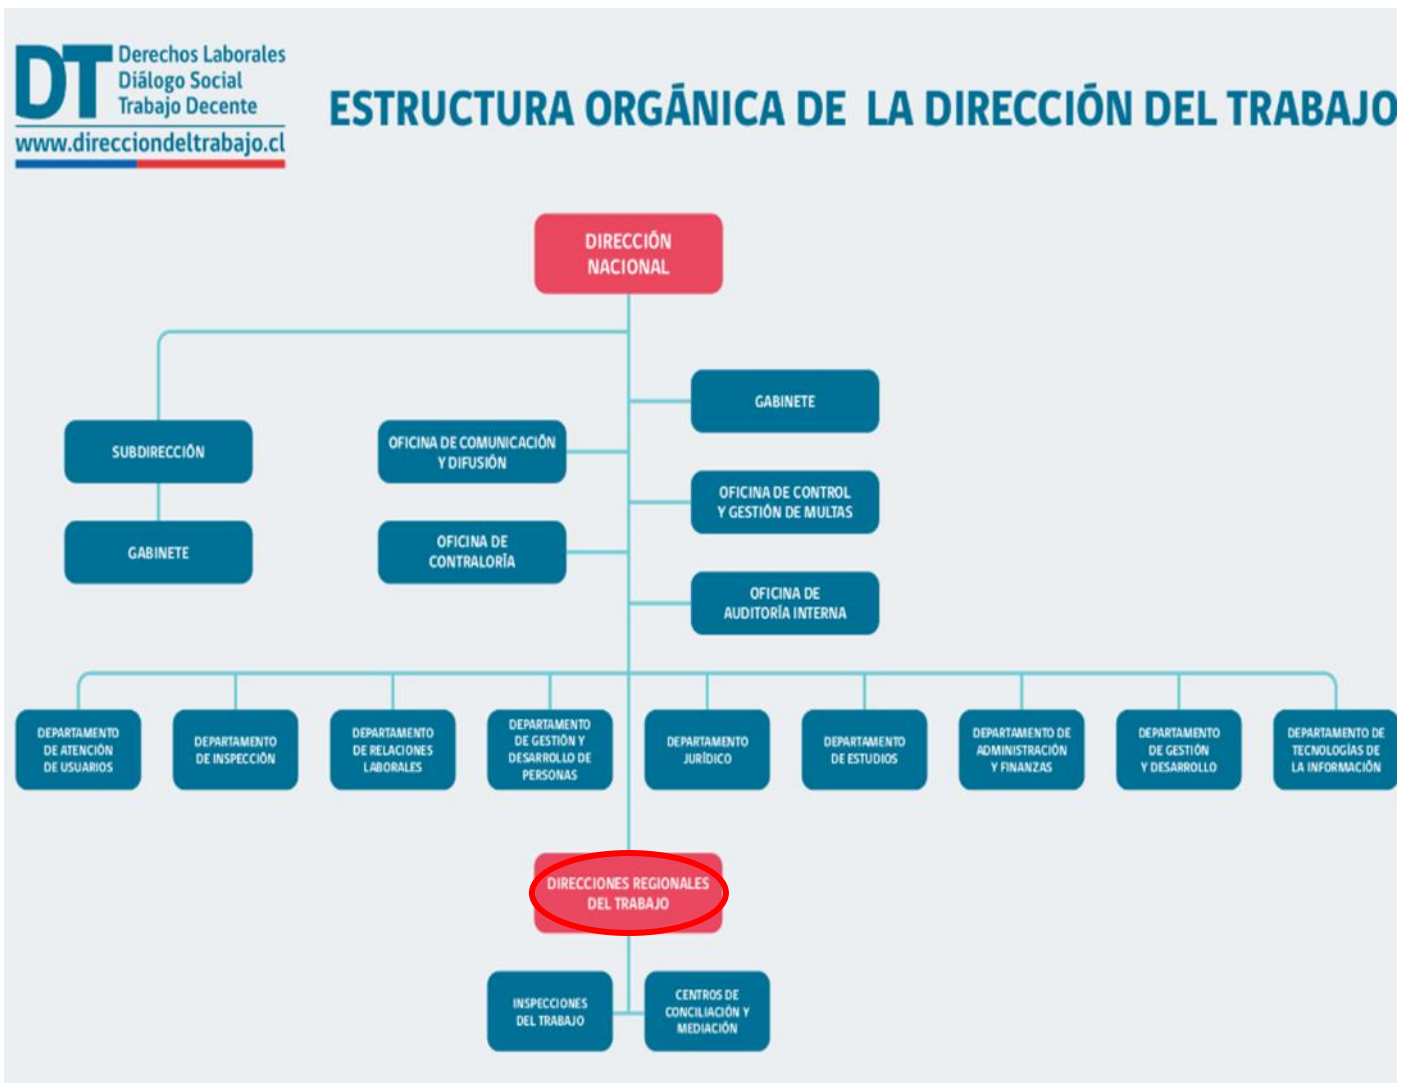 DT
Derechos Laborales
Diálogo Social
Trabajo Decente
www.direcciondeltrabajo.cl
ESTRUCTURA ORGÁNICA DE LA DIRECCIÓN DEL TRABAJO
DIRECCIÓN
NACIONAL
GABINETE
SUBDIRECCIÓN
OFICINA DE COMUNICACIÓN
Y DIFUSIÓN
OFICINA DE CONTROL
Y GESTIÓN DE MULTAS
GABINETE
OFICINA DE
CONTRALORÍA
OFICINA DE
AUDITORÍA INTERNA
DEPARTAMENTO
DE ATENCIÓN
DE USUARIOS
DEPARTAMENTO
DE INSPECCIÓN
DEPARTAMENTO
DE RELACIONES
LABORALES
DEPARTAMENTO
DE GESTIÓN Y
DESARROLLO DE
PERSONAS
DEPARTAMENTO
JURÍDICO
DEPARTAMENTO
DE ESTUDIOS
DEPARTAMENTO DE
ADMINISTRACIÓN
Y FINANZAS
DEPARTAMENTO
DE GESTIÓN
Y DESARROLLO
DEPARTAMENTO DE
TECNOLOGÍAS DE
LA INFORMACIÓN
DIRECCIONES REGIONALES
DEL TRABAJO
INSPECCIONES
DEL TRABAJO
CENTROS DE
CONCILIACIÓN Y
MEDIACIÓN